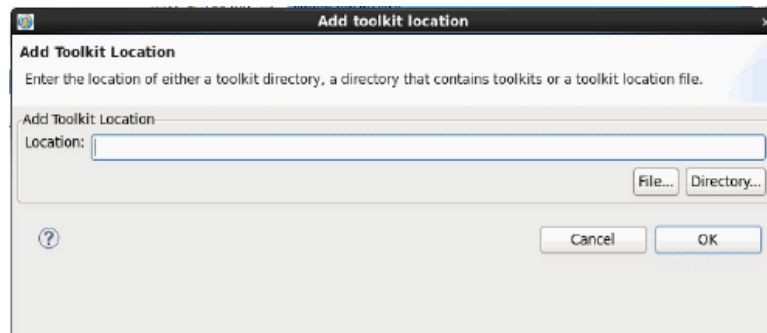 Add toolkit location
Add Toolkit Location
Enter the location of either a toolkit directory, a directory that contains toolkits or a toolkit location file.
Add Toolkit Location
Location:
File... Directory...
Cancel OK